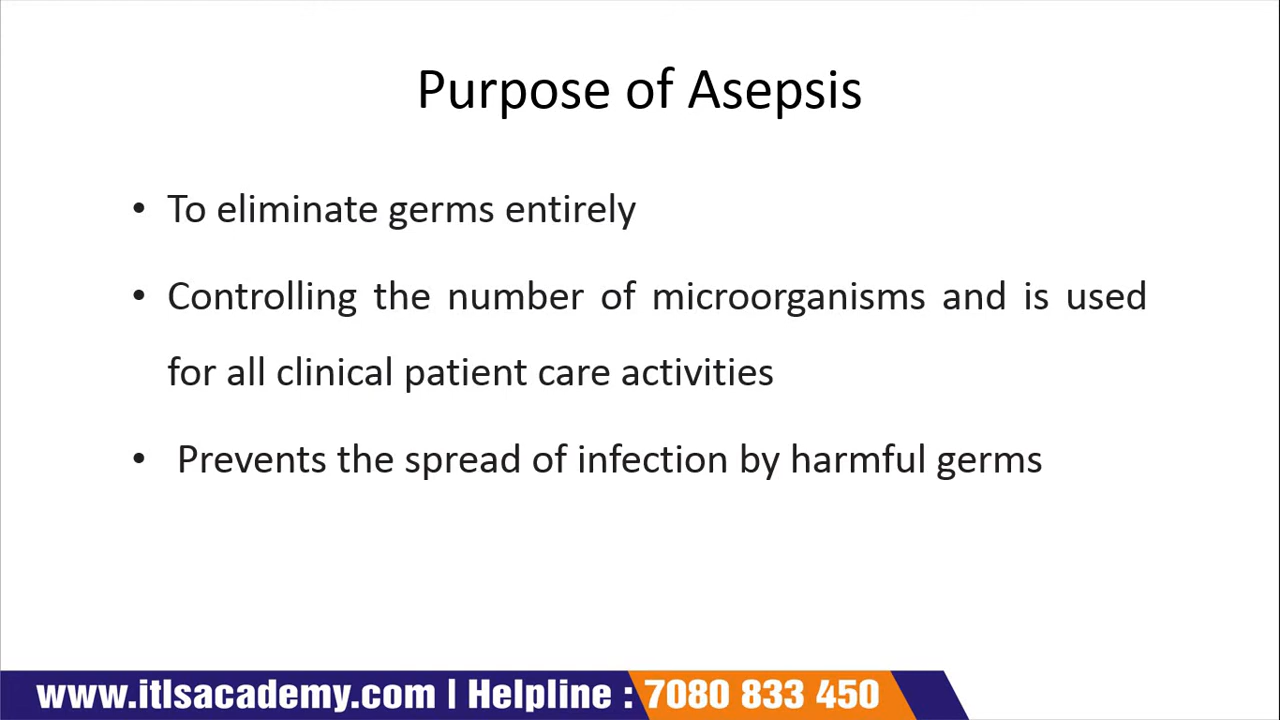 Purpose of Asepsis
• To eliminate germs entirely
• Controlling the number of microorganisms and is used
for all clinical patient care activities
• Prevents the spread of infection by harmful germs
www.itlsacademy.com | Helpline : 7080 833 450